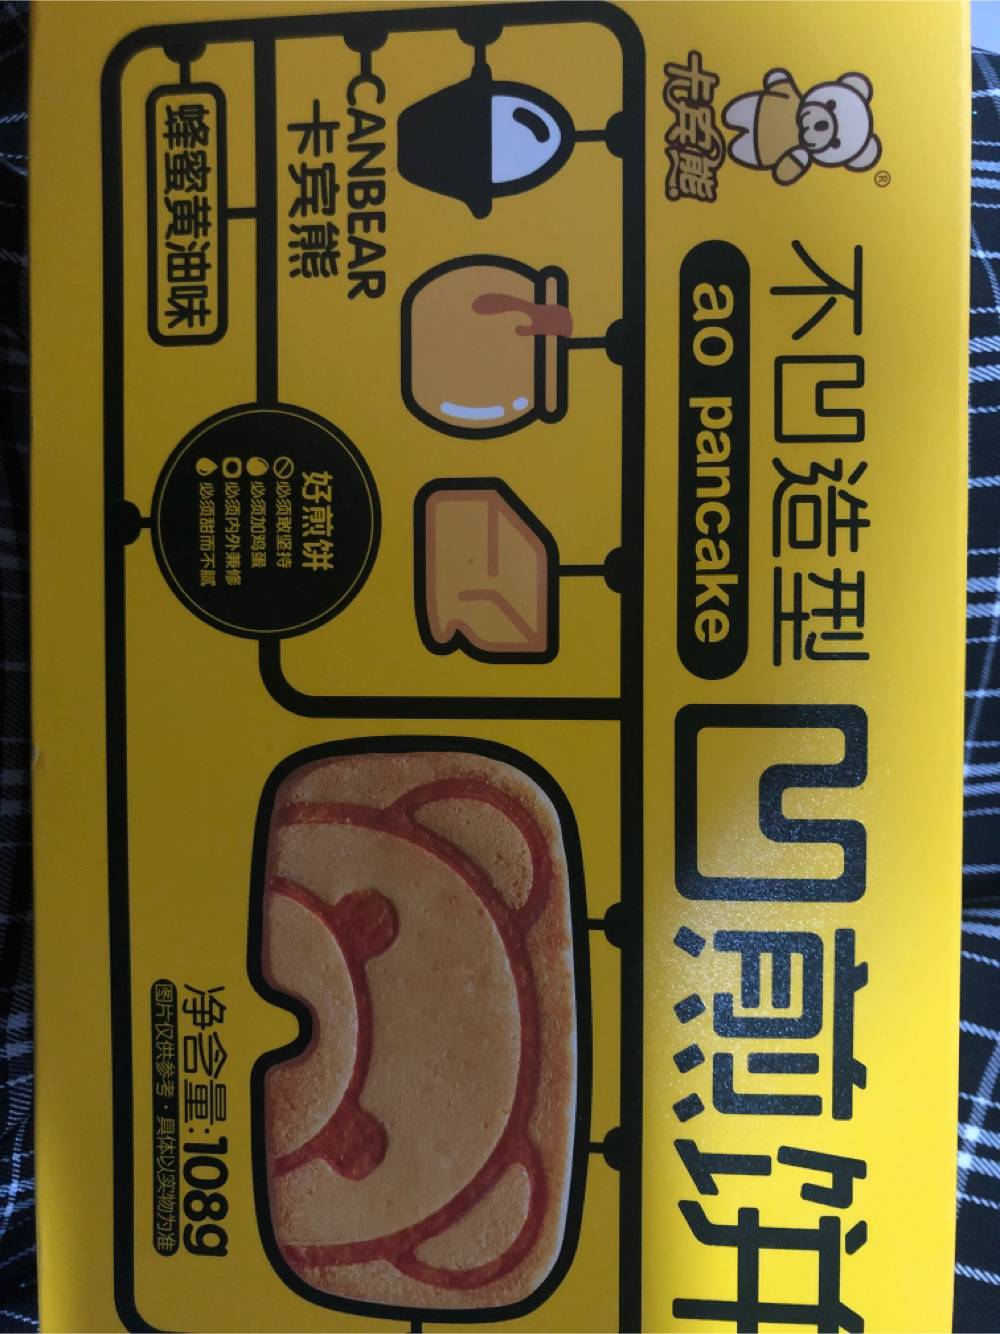 卡宾熊
®
不凹造型
ao pancake
凹煎饼
CANBEAR
卡宾熊
蜂蜜黄油味
好煎饼
必须敢坚持
必须加鸡蛋
必须内外兼修
必须甜而不腻
净含量:108g
图片仅供参考·具体以实物为准